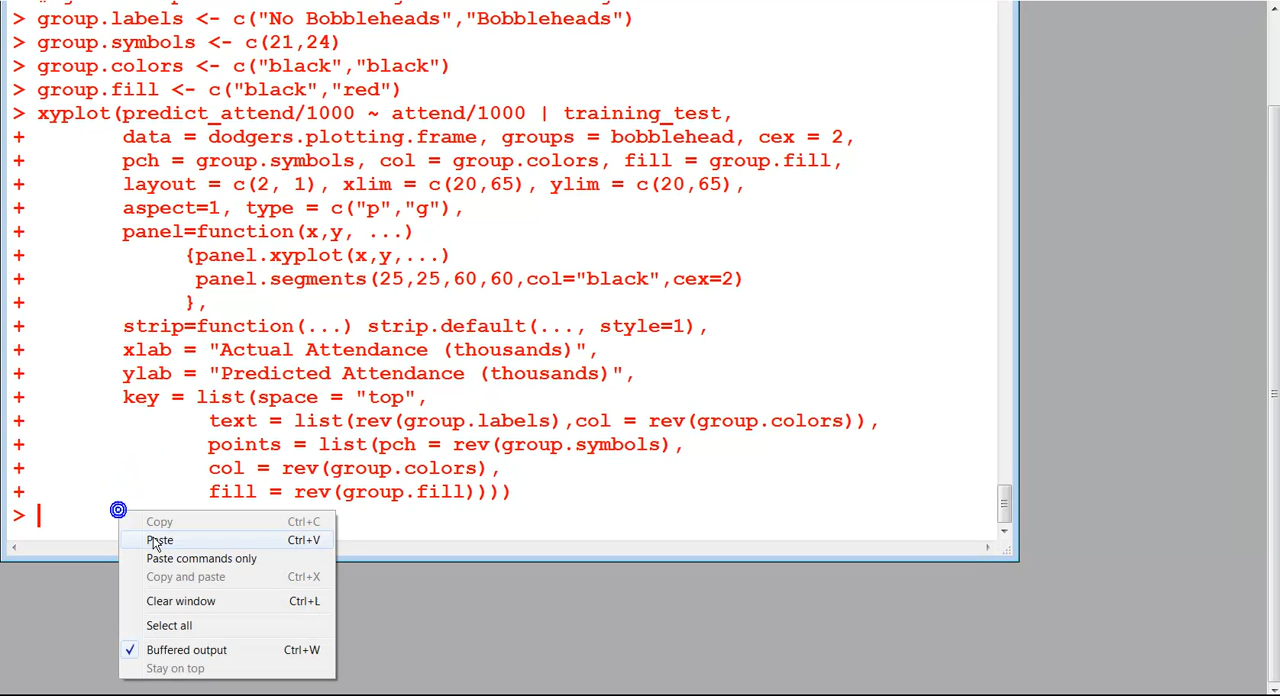 > group.labels <- c("No Bobbleheads","Bobbleheads")
> group.symbols <- c(21,24)
> group.colors <- c("black","black")
> group.fill <- c("black","red")
> xyplot(predict_attend/1000 ~ attend/1000 | training_test,
+ data = dodgers.plotting.frame, groups = bobblehead, cex = 2,
+ pch = group.symbols, col = group.colors, fill = group.fill,
+ layout = c(2, 1), xlim = c(20,65), ylim = c(20,65),
+ aspect=1, type = c("p","g"),
+ panel=function(x,y, ...)
+ {panel.xyplot(x,y,...)
+ panel.segments(25,25,60,60,col="black",cex=2)
+ },
+ strip=function(...) strip.default(..., style=1),
+ xlab = "Actual Attendance (thousands)",
+ ylab = "Predicted Attendance (thousands)",
+ key = list(space = "top",
+ text = list(rev(group.labels),col = rev(group.colors)),
+ points = list(pch = rev(group.symbols),
+ col = rev(group.colors),
+ fill = rev(group.fill))))
>
Copy Ctrl+C
Paste Ctrl+V
Paste commands only
Copy and paste Ctrl+X
Clear window Ctrl+L
Select all
Buffered output Ctrl+W
Stay on top